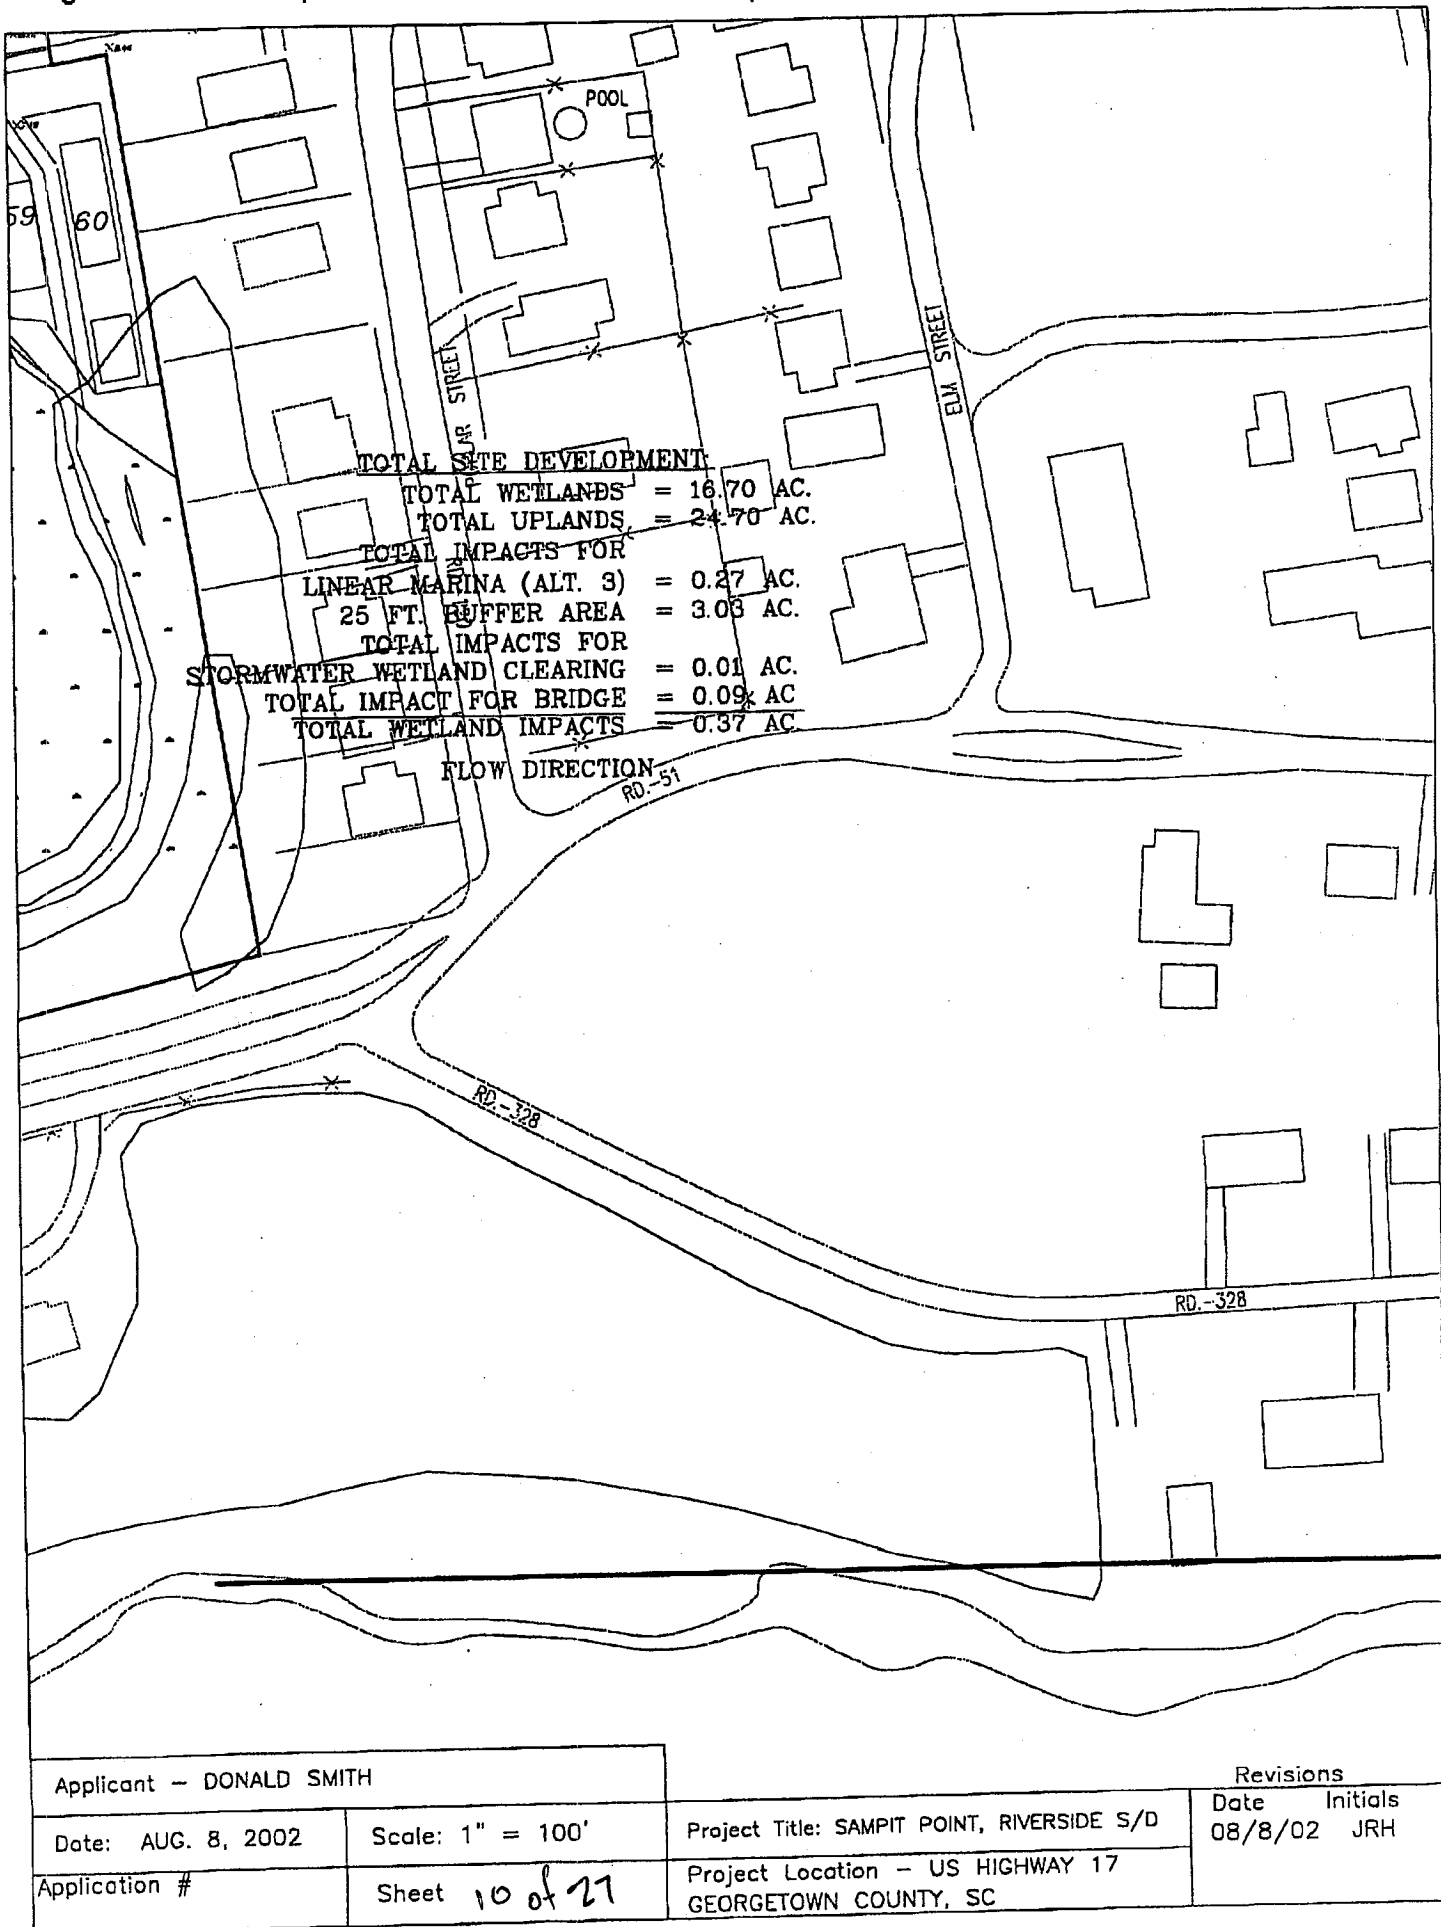 POOL
59
60
ELM STREET
STREET
TOTAL SITE DEVELOPMENT:
TOTAL WETLANDS = 16.70 AC.
TOTAL UPLANDS = 24.70 AC.
TOTAL IMPACTS FOR
LINEAR MARINA (ALT. 3) = 0.27 AC.
25 FT. BUFFER AREA = 3.03 AC.
TOTAL IMPACTS FOR
STORMWATER WETLAND CLEARING = 0.01 AC.
TOTAL IMPACT FOR BRIDGE = 0.09 AC
TOTAL WETLAND IMPACTS = 0.37 AC.
FLOW DIRECTION
RD.-51
RD.-328
RD.-328
Applicant - DONALD SMITH
Date: AUG. 8, 2002
Scale: 1" = 100'
Project Title: SAMPIT POINT, RIVERSIDE S/D
Revisions
Date Initials
08/8/02 JRH
Application #
Sheet 10 of 27
Project Location - US HIGHWAY 17
GEORGETOWN COUNTY, SC